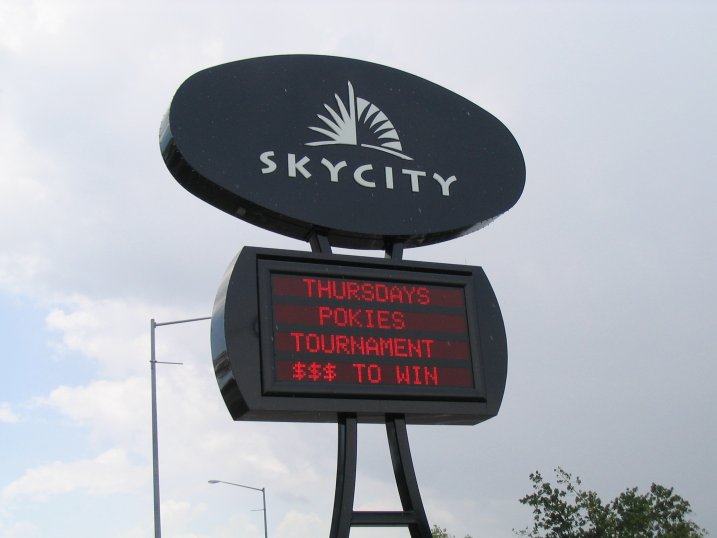 SKYCITY
THURSDAYS
POKIES
TOURNAMENT
$$$ TO WIN